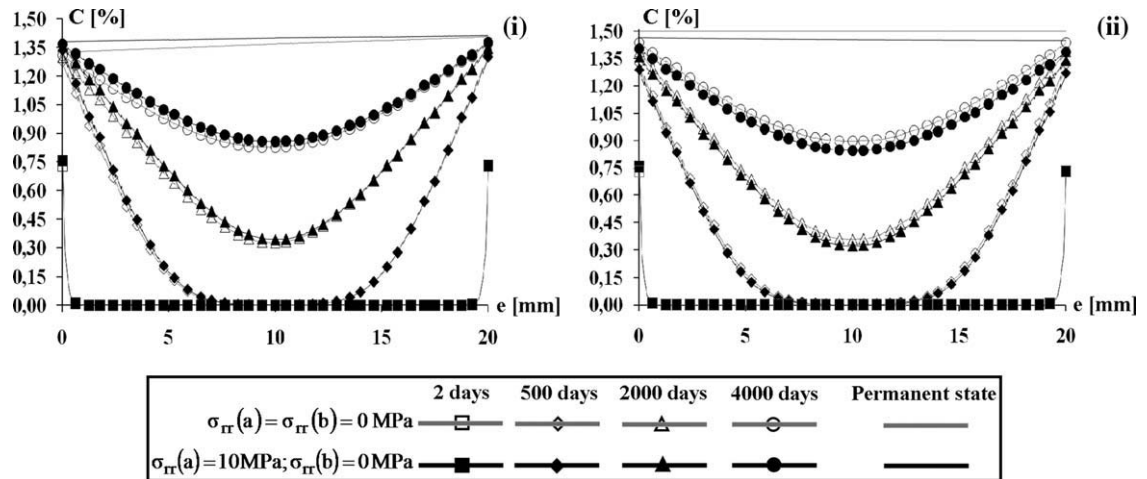 C [%]
(i)
1,50
1,35
1,20
1,05
0,90
0,75
0,60
0,45
0,30
0,15
0,00
e [mm]
0 5 10 15 20
C [%]
(ii)
1,50
1,35
1,20
1,05
0,90
0,75
0,60
0,45
0,30
0,15
0,00
e [mm]
0 5 10 15 20
2 days 500 days 2000 days 4000 days Permanent state
σrr(a)=σrr(b)=0 MPa
σrr(a)=10MPa;σrr(b)=0MPa